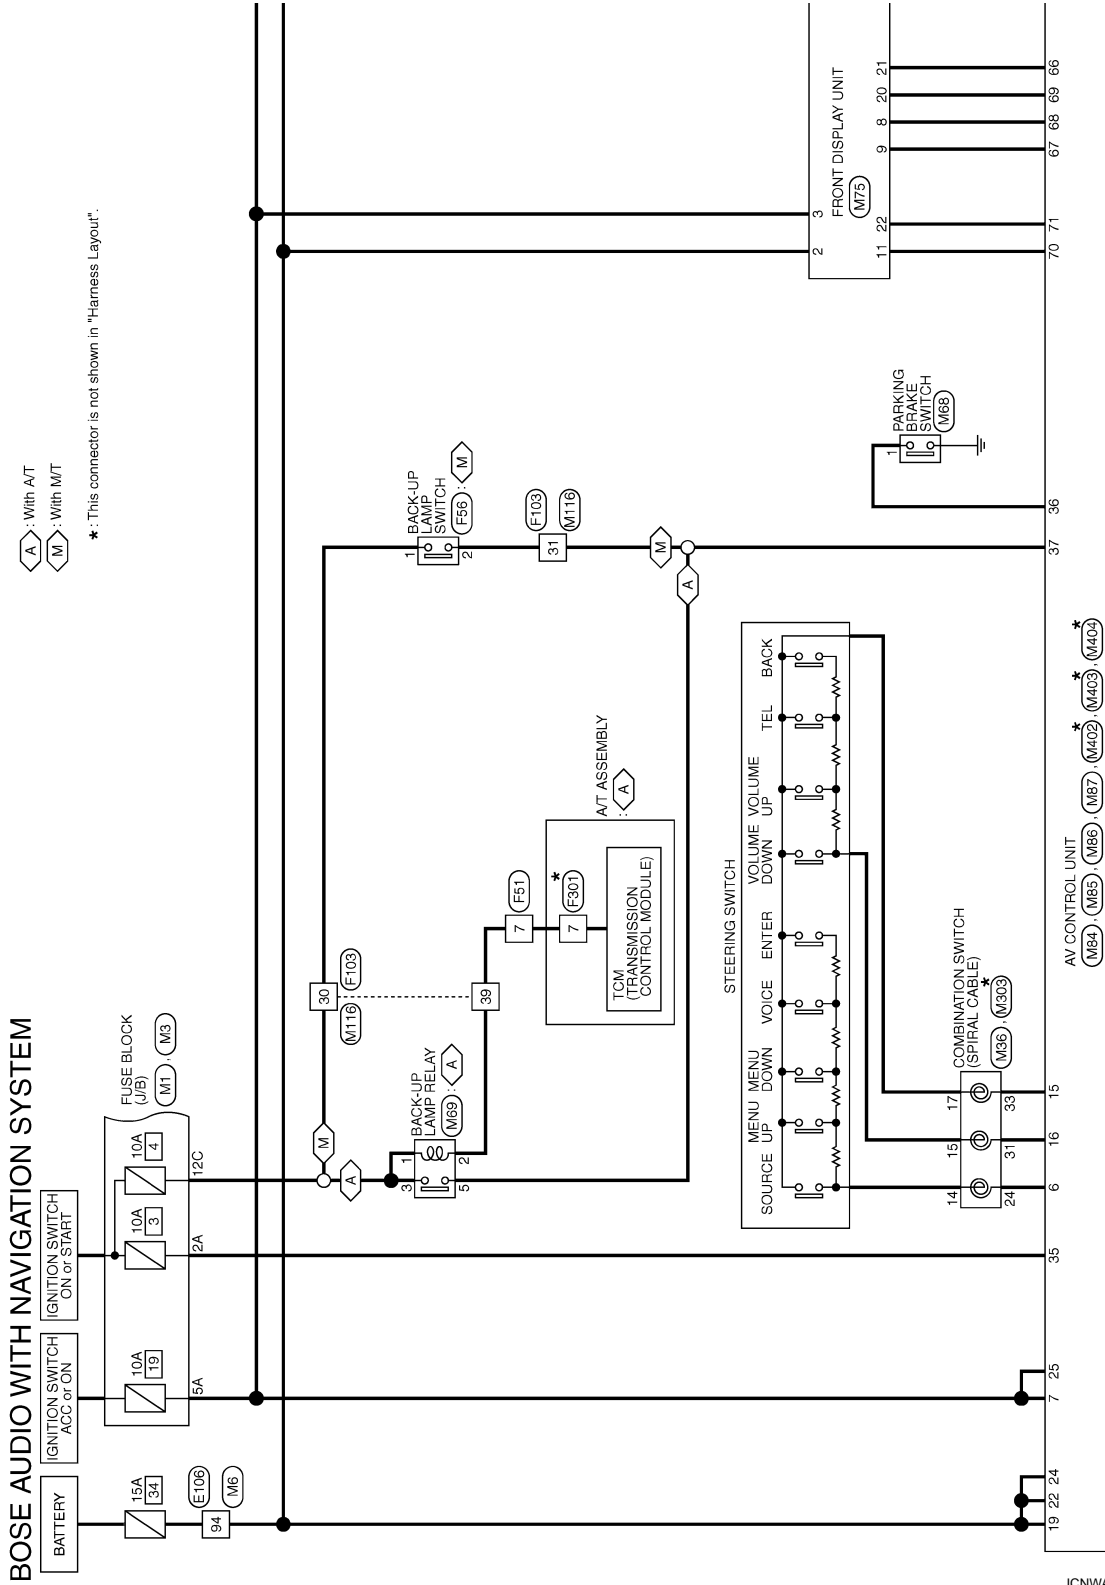 BOSE AUDIO WITH NAVIGATION SYSTEM
A : With A/T
M : With M/T
* : This connector is not shown in "Harness Layout".
BATTERY
IGNITION SWITCH
ACC or ON
IGNITION SWITCH
ON or START
15A
34
10A
19
10A
3
10A
4
FUSE BLOCK
(J/B)
M1 , M3
94
E106
M6
5A
2A
12C
M
A
30
M116
F103
39
BACK-UP
LAMP RELAY
M69 : A
1
2
3
5
BACK-UP
LAMP
SWITCH
F56 : M
1
2
31
F103
M116
M
A
7
F51
7
*
F301
A/T ASSEMBLY
: A
TCM
(TRANSMISSION
CONTROL MODULE)
STEERING SWITCH
SOURCE
MENU
UP
MENU
DOWN
VOICE
ENTER
VOLUME
DOWN
VOLUME
UP
TEL
BACK
COMBINATION SWITCH
(SPIRAL CABLE)
M36 , M303 *
14
15
17
24
31
33
PARKING
BRAKE
SWITCH
M68
1
FRONT DISPLAY UNIT
M75
2
3
11
22
9
8
20
21
19
22
24
7
25
35
6
16
15
37
36
70
71
67
68
69
66
AV CONTROL UNIT
M84 , M85 , M86 , M87 , M402 * , M403 * , M404 *